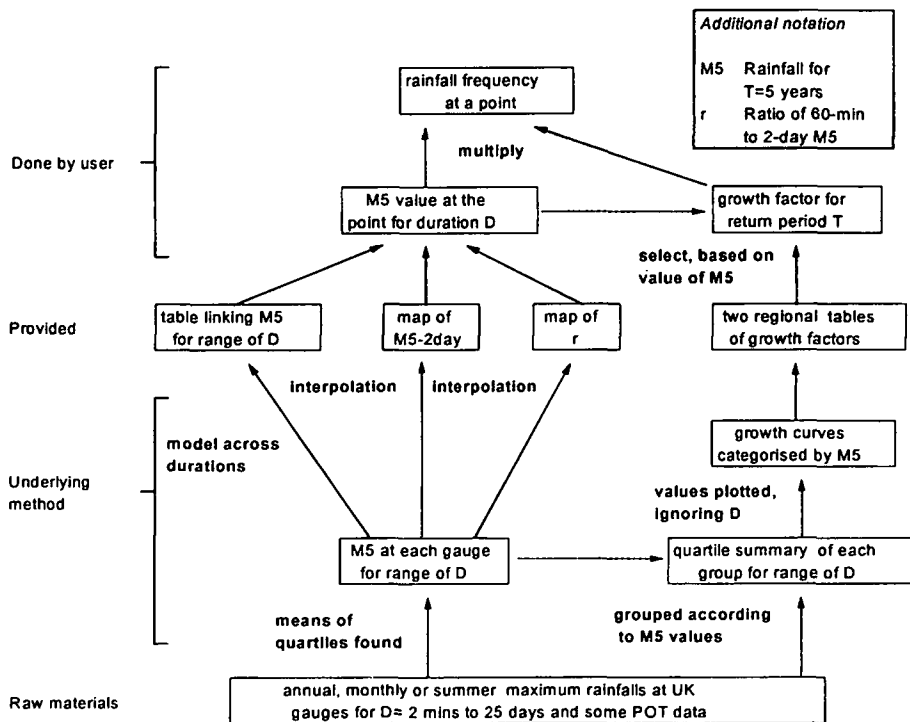 Additional notation
M5 Rainfall for
T=5 years
r Ratio of 60-min
to 2-day M5
rainfall frequency
at a point
Done by user
multiply
M5 value at the
point for duration D
growth factor for
return period T
select, based on
value of M5
Provided
table linking M5
for range of D
map of
M5-2day
map of
r
two regional tables
of growth factors
interpolation
interpolation
model across
durations
growth curves
categorised by M5
Underlying
method
values plotted,
ignoring D
M5 at each gauge
for range of D
quartile summary of each
group for range of D
means of
quartiles found
grouped according
to M5 values
Raw materials
annual, monthly or summer maximum rainfalls at UK
gauges for D= 2 mins to 25 days and some POT data